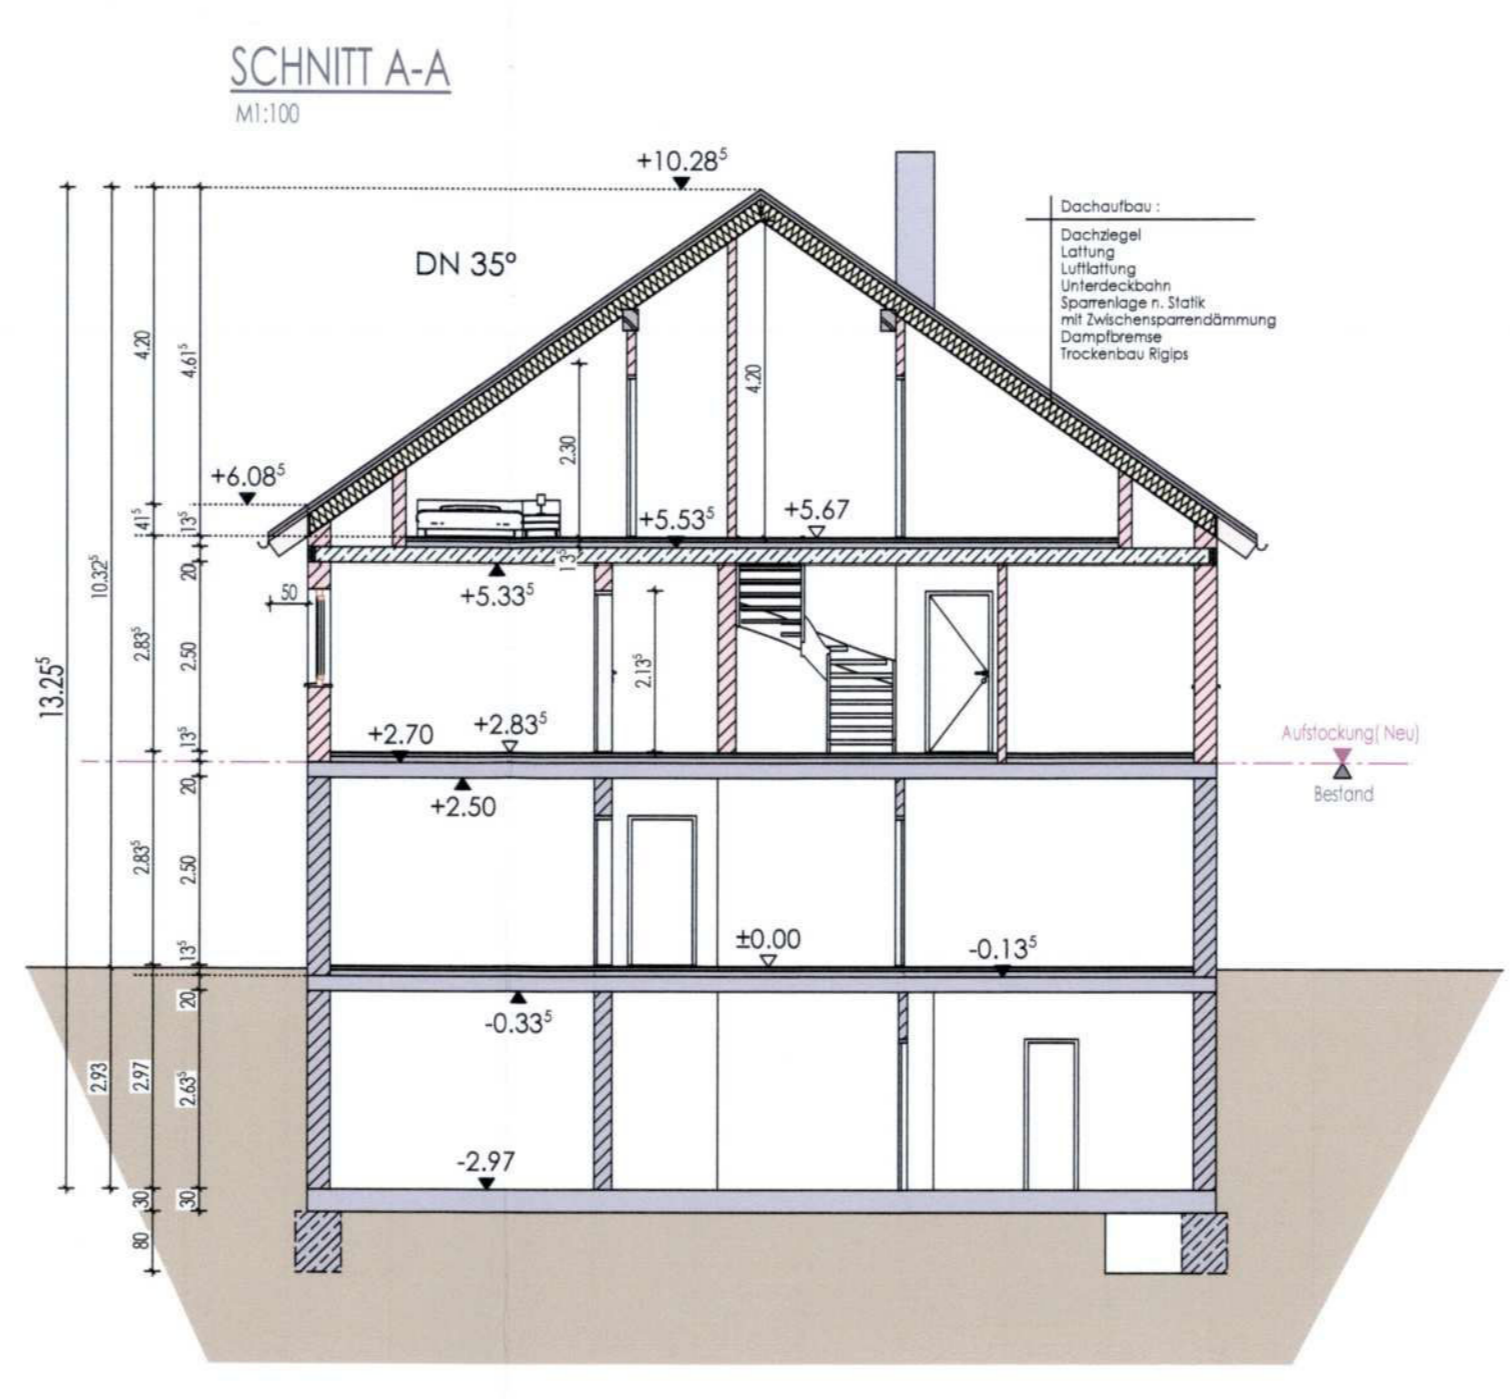 SCHNITT A-A
M1:100
+10.28⁵
DN 35°
Dachaufbau :
Dachziegel
Lattung
Luftlattung
Unterdeckbahn
Sparrenlage n. Statik
mit Zwischensparrendämmung
Dampfbremse
Trockenbau Rigips
4.20
4.61⁵
4.20
2.30
+6.08⁵
41⁵
13⁵
+5.53⁵
+5.67
13⁵
20
+5.33⁵
50
10.32⁵
13.25⁵
2.83⁵
2.50
2.13⁵
+2.70
+2.83⁵
13⁵
Aufstockung( Neu)
Bestand
20
+2.50
2.83⁵
2.50
±0.00
-0.13⁵
13⁵
20
-0.33⁵
2.93
2.97
2.63⁵
-2.97
30
30
80